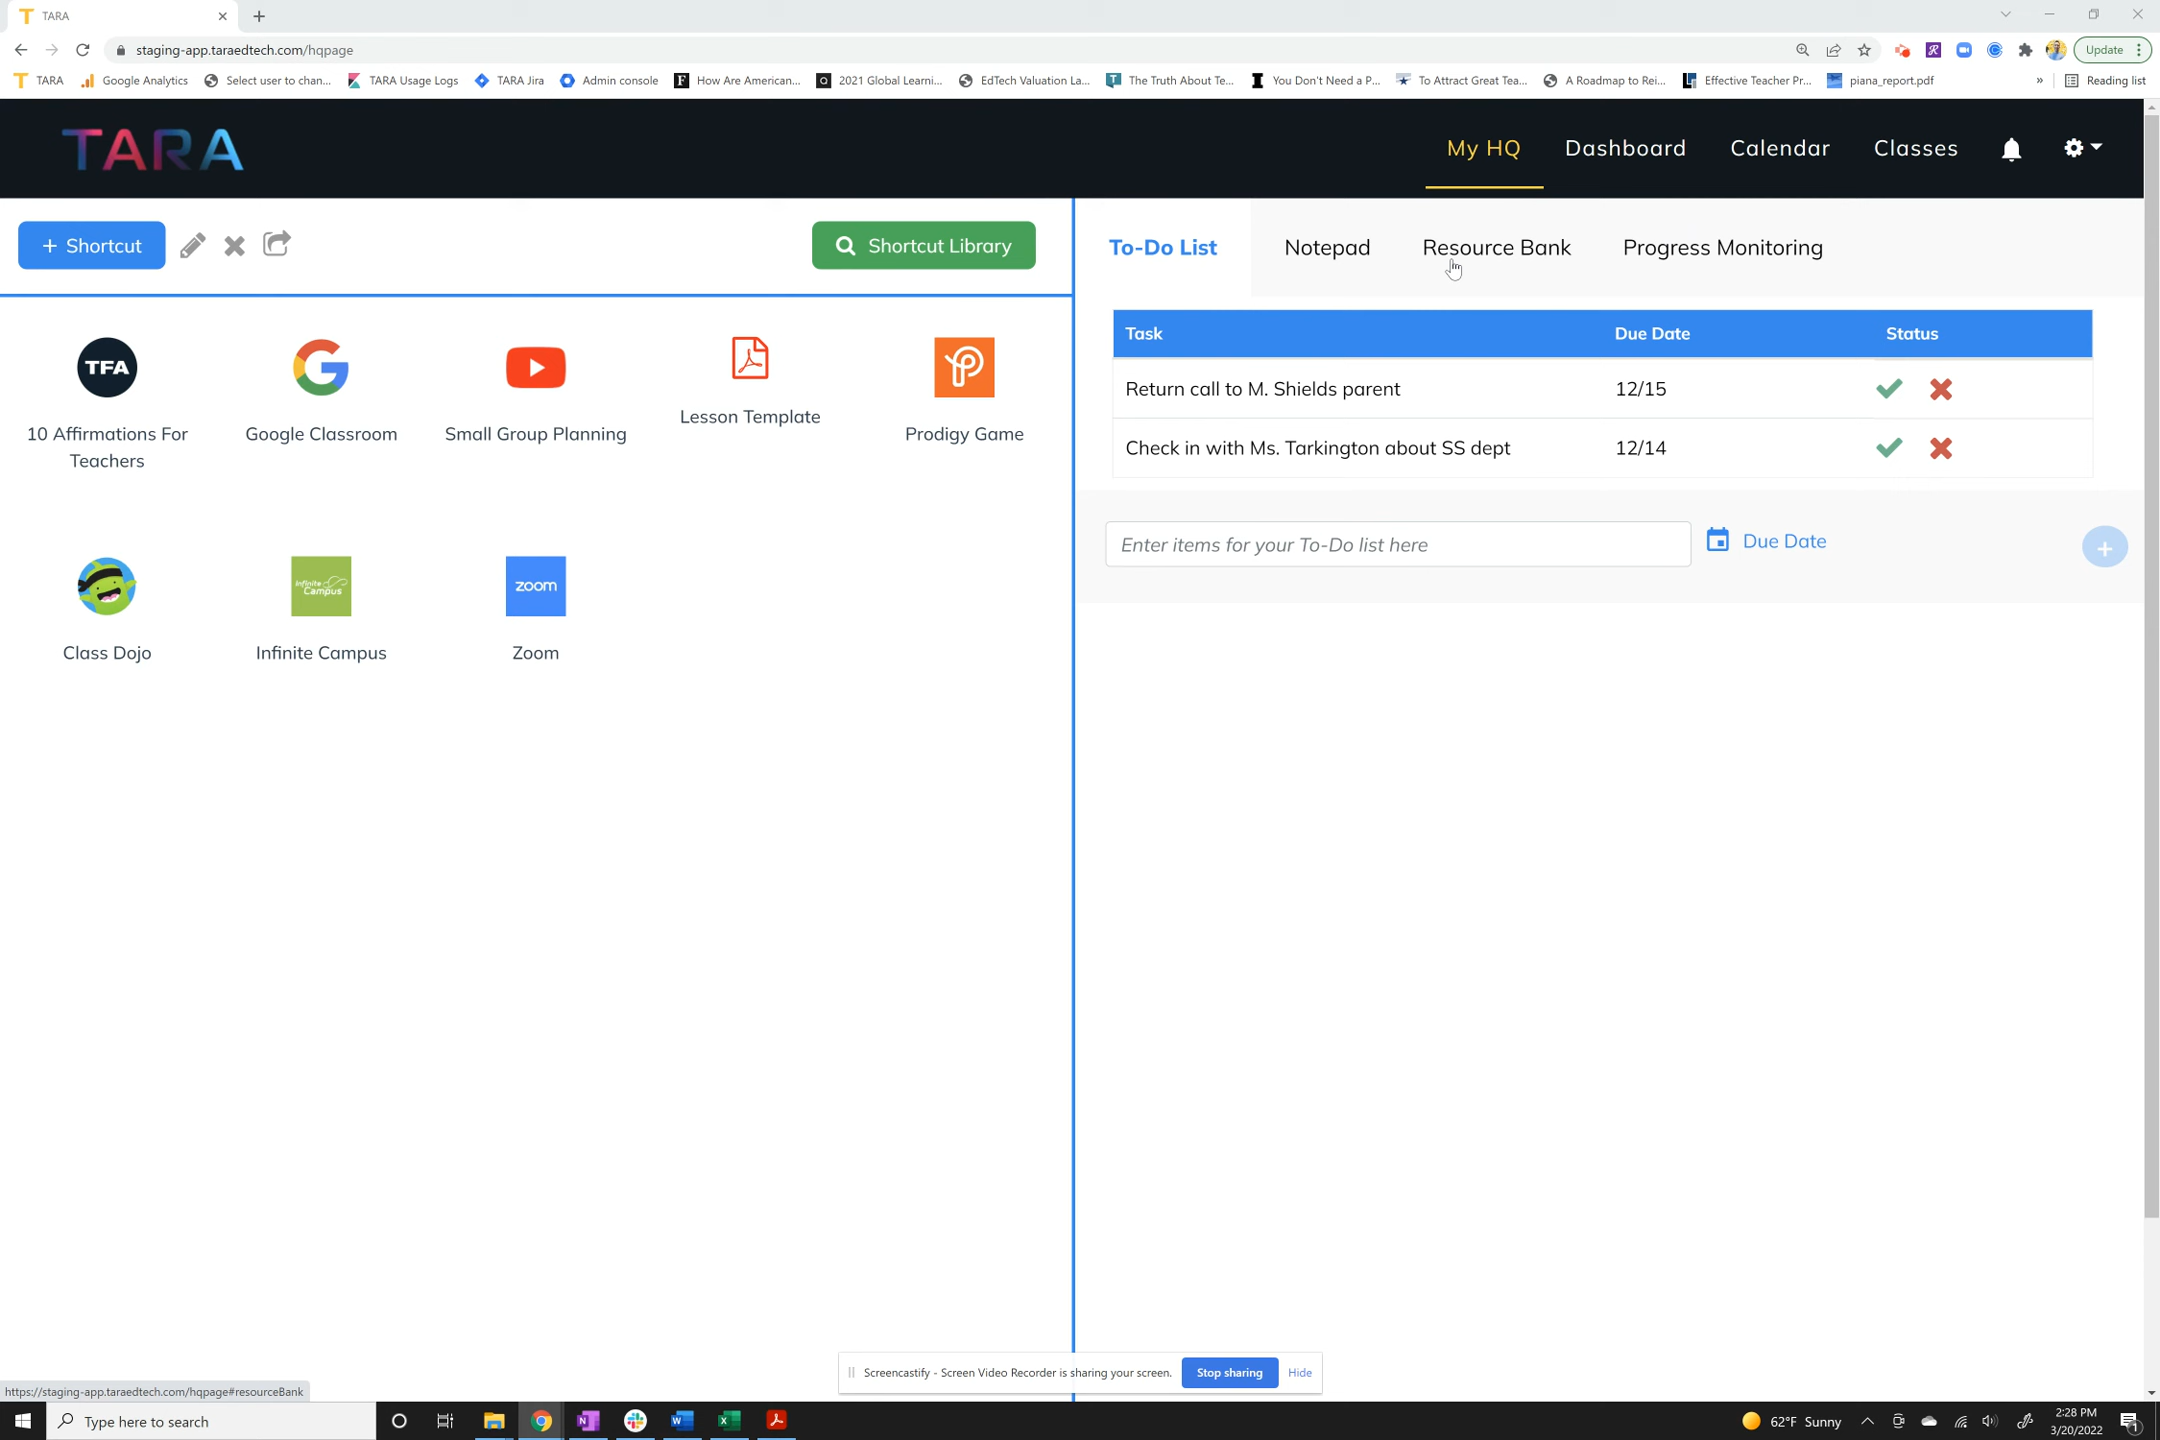 TARA
staging-app.taraedtech.com/hqpage
Update
TARA
Google Analytics
Select user to chan...
TARA Usage Logs
TARA Jira
Admin console
How Are American...
2021 Global Learni...
EdTech Valuation La...
The Truth About Te...
You Don't Need a P...
To Attract Great Tea...
A Roadmap to Rei...
Effective Teacher Pr...
piana_report.pdf
»
Reading list
TARA
My HQ
Dashboard
Calendar
Classes
+ Shortcut
Shortcut Library
To-Do List
Notepad
Resource Bank
Progress Monitoring
Task
Due Date
Status
Return call to M. Shields parent
12/15
Check in with Ms. Tarkington about SS dept
12/14
Enter items for your To-Do list here
Due Date
TFA
10 Affirmations For
Teachers
Google Classroom
Small Group Planning
Lesson Template
Prodigy Game
Class Dojo
Infinite
Campus
Infinite Campus
zoom
Zoom
Screencastify - Screen Video Recorder is sharing your screen.
Stop sharing
Hide
https://staging-app.taraedtech.com/hqpage#resourceBank
Type here to search
62°F Sunny
2:28 PM
3/20/2022
1